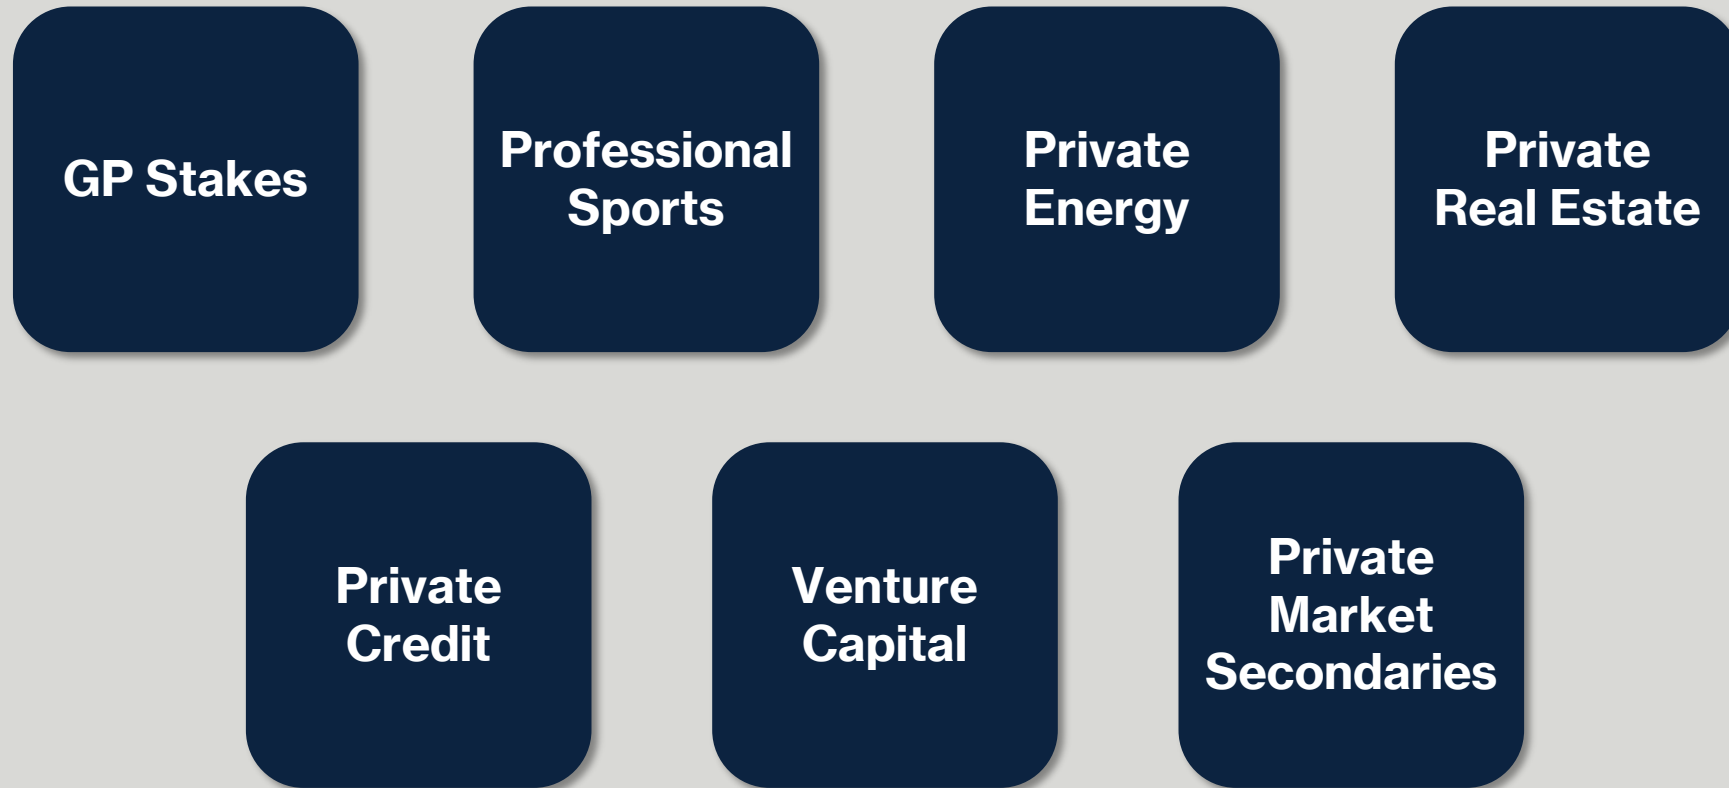 GP Stakes
Professional
Sports
Private
Energy
Private
Real Estate
Private
Credit
Venture
Capital
Private
Market
Secondaries